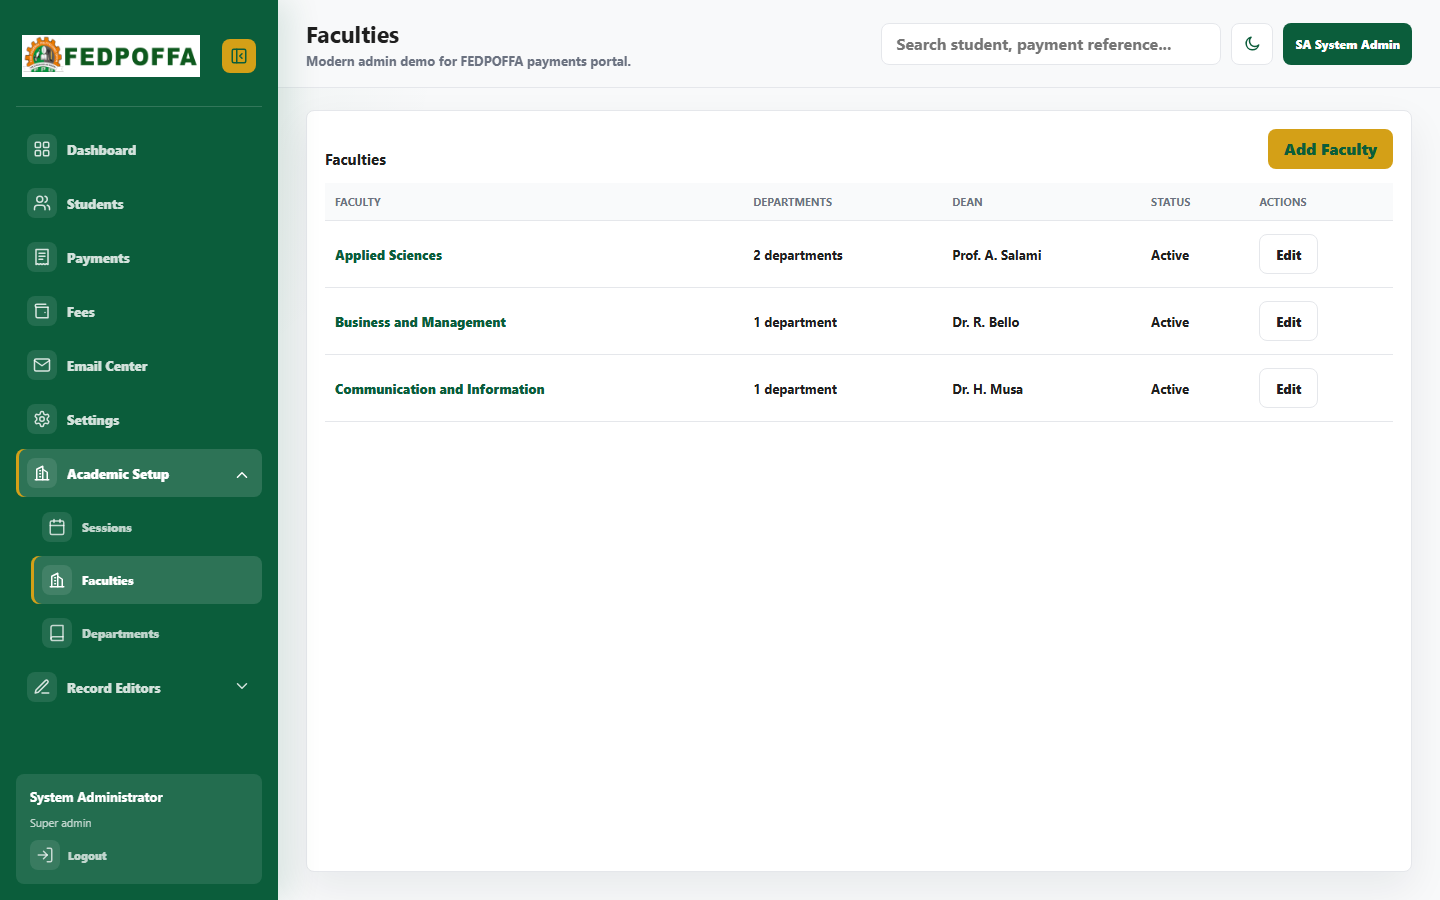 FEDPOFFA
Dashboard
Students
Payments
Fees
Email Center
Settings
Academic Setup
Sessions
Faculties
Departments
Record Editors
System Administrator
Super admin
Logout
Faculties
Modern admin demo for FEDPOFFA payments portal.
Search student, payment reference...
SA System Admin
Faculties
Add Faculty
FACULTY DEPARTMENTS DEAN STATUS ACTIONS
Applied Sciences 2 departments Prof. A. Salami Active Edit
Business and Management 1 department Dr. R. Bello Active Edit
Communication and Information 1 department Dr. H. Musa Active Edit